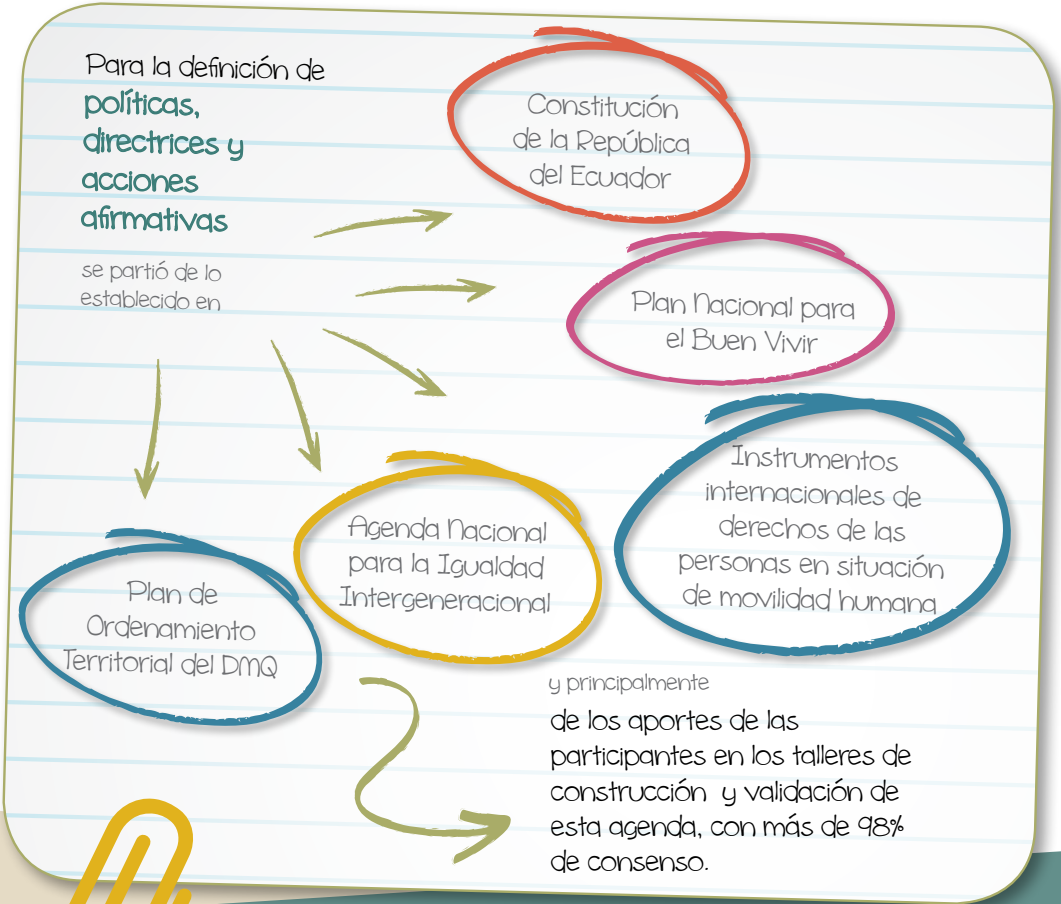 Para la definición de
políticas,
directrices y
acciones
afirmativas
se partió de lo
establecido en
Constitución
de la República
del Ecuador
Plan Nacional para
el Buen Vivir
Instrumentos
internacionales de
derechos de las
personas en situación
de movilidad humana
Agenda Nacional
para la Igualdad
Intergeneracional
Plan de
Ordenamiento
Territorial del DMQ
y principalmente
de los aportes de las
participantes en los talleres de
construcción y validación de
esta agenda, con más de 98%
de consenso.